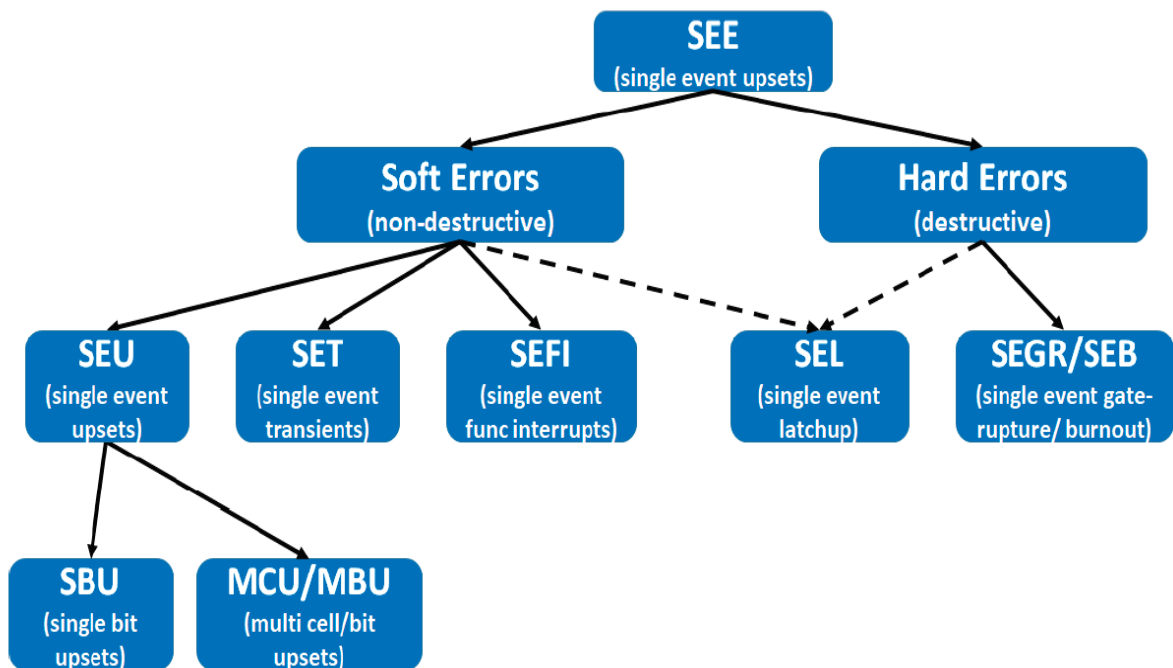 SEE
(single event upsets)
Soft Errors
(non-destructive)
Hard Errors
(destructive)
SEU
(single event
upsets)
SET
(single event
transients)
SEFI
(single event
func interrupts)
SEL
(single event
latchup)
SEGR/SEB
(single event gate-
rupture/ burnout)
SBU
(single bit
upsets)
MCU/MBU
(multi cell/bit
upsets)